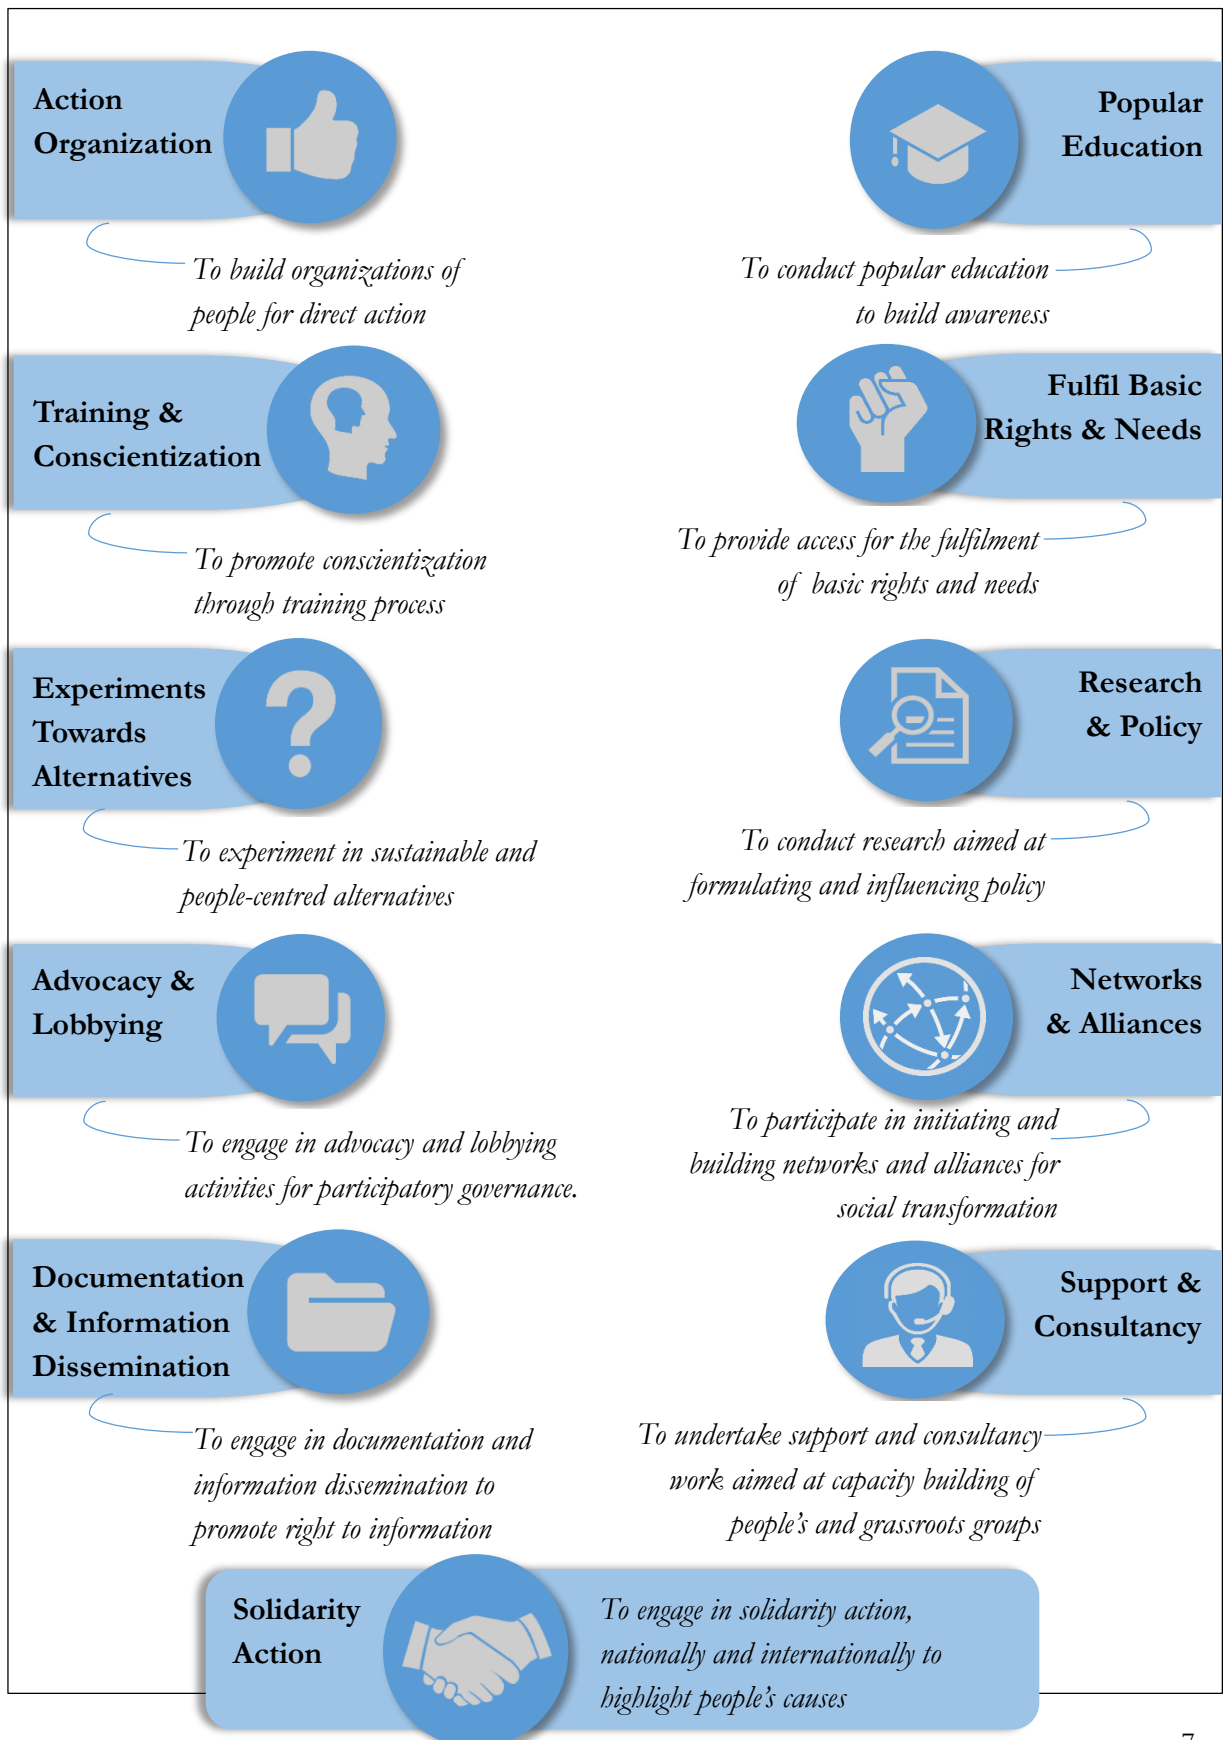 Action
Organization
To build organizations of
people for direct action
Popular
Education
To conduct popular education
to build awareness
Training &
Conscientization
To promote conscientization
through training process
Fulfil Basic
Rights & Needs
To provide access for the fulfilment
of basic rights and needs
Experiments
Towards
Alternatives
To experiment in sustainable and
people-centred alternatives
Research
& Policy
To conduct research aimed at
formulating and influencing policy
Advocacy &
Lobbying
To engage in advocacy and lobbying
activities for participatory governance.
Networks
& Alliances
To participate in initiating and
building networks and alliances for
social transformation
Documentation
& Information
Dissemination
To engage in documentation and
information dissemination to
promote right to information
Support &
Consultancy
To undertake support and consultancy
work aimed at capacity building of
people's and grassroots groups
Solidarity
Action
To engage in solidarity action,
nationally and internationally to
highlight people's causes
7